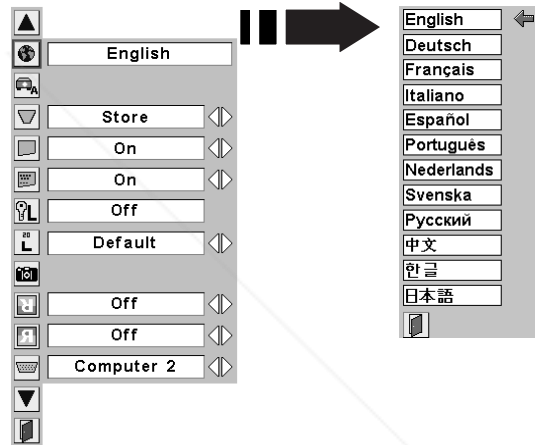 English
Store
On
On
Off
Default
Off
Off
Computer 2
A
L
20
L
R
R
English
Deutsch
Français
Italiano
Español
Português
Nederlands
Svenska
Русский
中文
한글
日本語